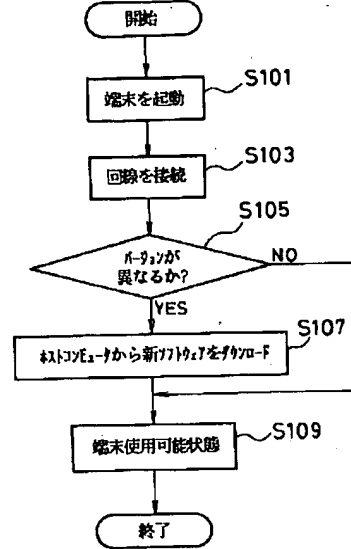 開始
端末を起動
S101
回線を接続
S103
S105
バージョンが
異なるか?
NO
YES
S107
ホストコンピュータから新ソフトウェアをダウンロード
端末使用可能状態
S109
終了